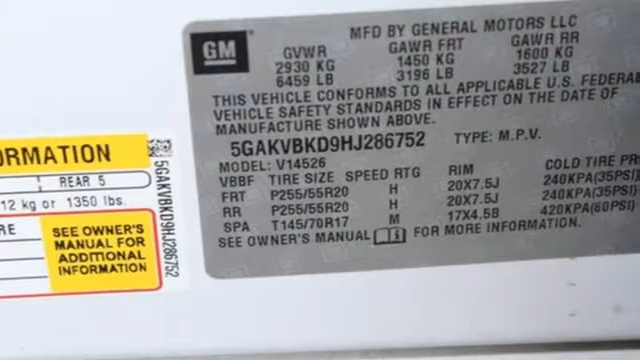 GM
MFD BY GENERAL MOTORS LLC
GVWR GAWR FRT GAWR RR
2930 KG 1450 KG 1600 KG
6459 LB 3196 LB 3527 LB
THIS VEHICLE CONFORMS TO ALL APPLICABLE U.S. FEDERAL
VEHICLE SAFETY STANDARDS IN EFFECT ON THE DATE OF
MANUFACTURE SHOWN ABOVE.
5GAKVBKD9HJ286752 TYPE: M.P.V.
MODEL: V14526
VBBF TIRE SIZE SPEED RTG RIM COLD TIRE PR
FRT P255/55R20 H 20X7.5J 240KPA(35PSI)
RR P255/55R20 H 20X7.5J 240KPA(35PSI)
SPA T145/70R17 M 17X4.5B 420KPA(60PSI)
SEE OWNER'S MANUAL FOR MORE INFORMATION.
ORMATION
REAR 5
12 kg or 1350 lbs.
RE
SEE OWNER'S
MANUAL FOR
ADDITIONAL
INFORMATION
5GAKVBKD9HJ286752